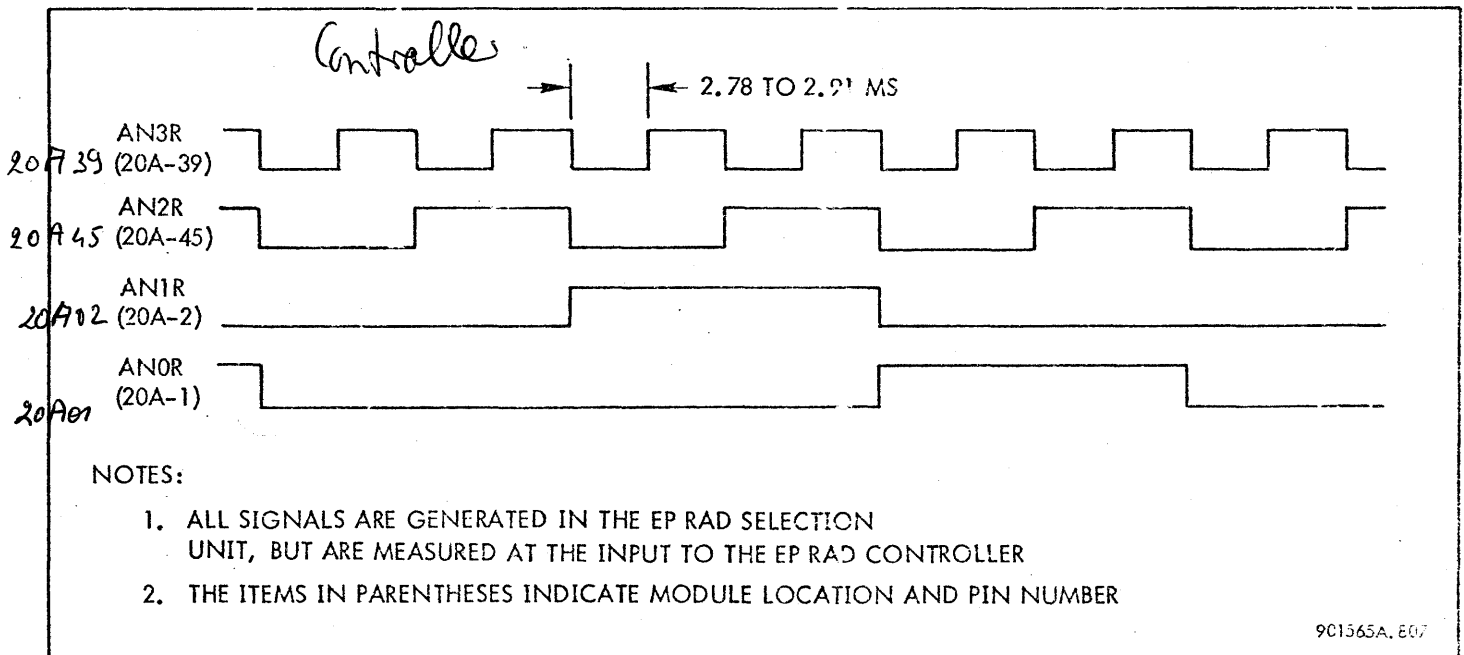 Controller
2.78 TO 2.91 MS
AN3R
20A39 (20A-39)
AN2R
20A45 (20A-45)
AN1R
20A02 (20A-2)
AN0R
20A01 (20A-1)
NOTES:
1. ALL SIGNALS ARE GENERATED IN THE EP RAD SELECTION
UNIT, BUT ARE MEASURED AT THE INPUT TO THE EP RAD CONTROLLER
2. THE ITEMS IN PARENTHESES INDICATE MODULE LOCATION AND PIN NUMBER
901565A.807